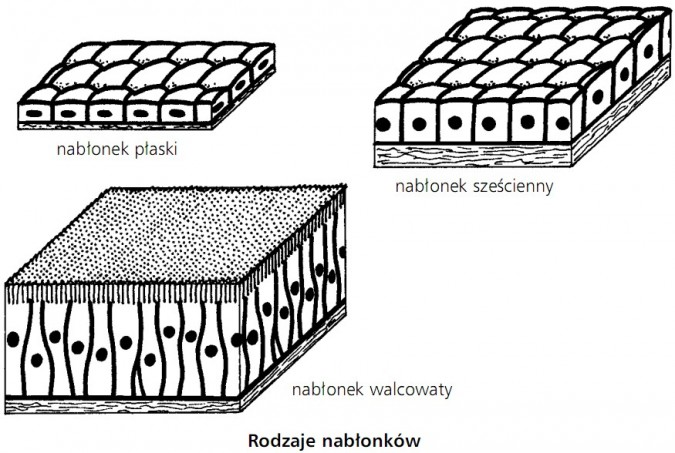 nabłonek płaski
nabłonek sześcienny
nabłonek walcowaty
Rodzaje nabłonków